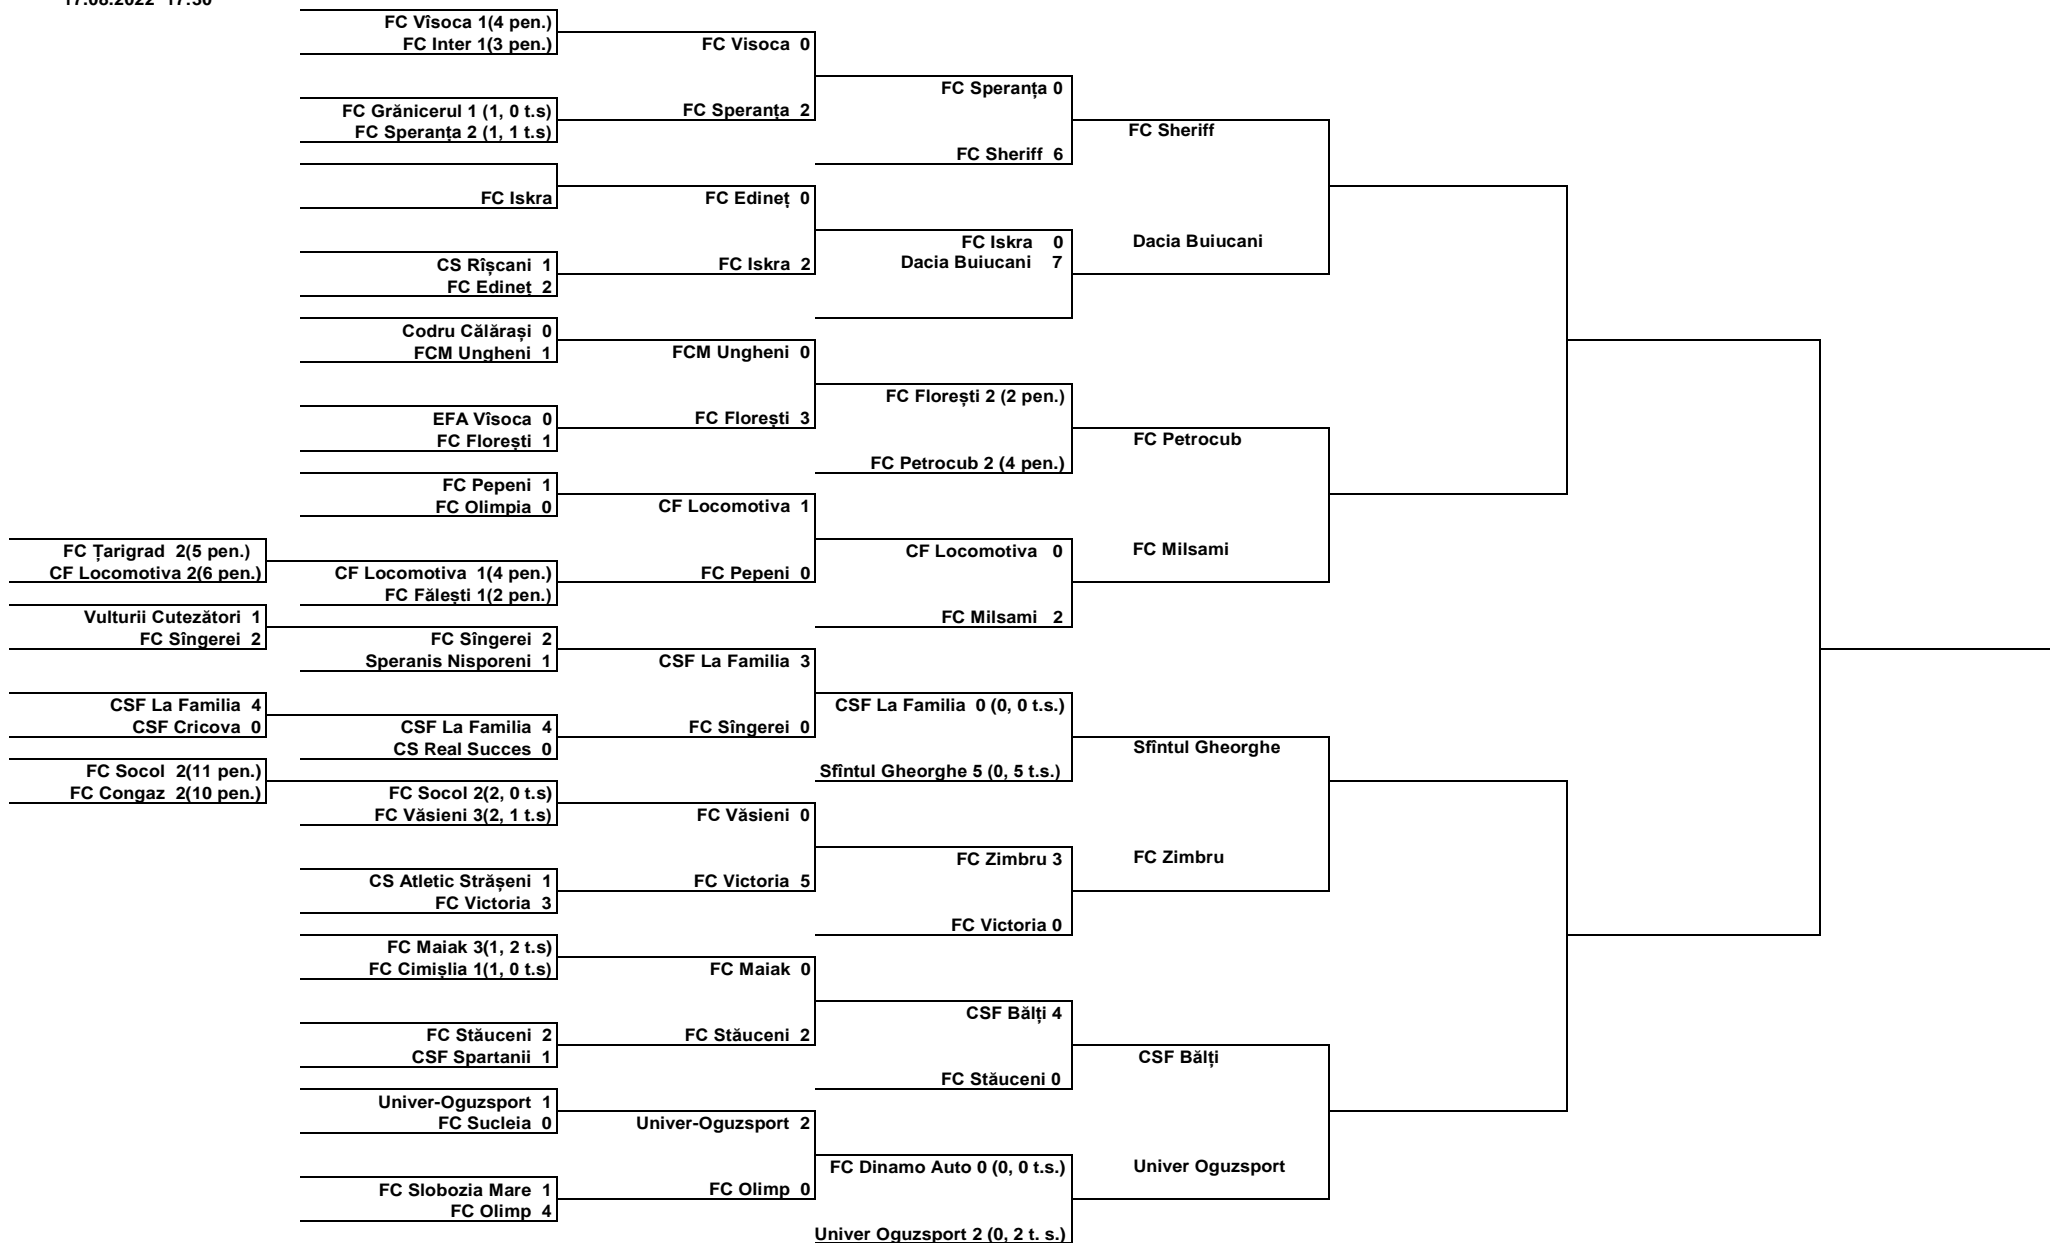 FC Vîsoca 1(4 pen.)
FC Inter 1(3 pen.)
FC Visoca 0
FC Speranța 0
FC Grănicerul 1 (1, 0 t.s)
FC Speranța 2
FC Speranța 2 (1, 1 t.s)
FC Sheriff
FC Sheriff 6
FC Iskra
FC Edineț 0
FC Iskra 0
Dacia Buiucani
CS Rîșcani 1
FC Iskra 2
Dacia Buiucani 7
FC Edineț 2
Codru Călărași 0
FCM Ungheni 1
FCM Ungheni 0
FC Florești 2 (2 pen.)
EFA Vîsoca 0
FC Florești 3
FC Florești 1
FC Petrocub
FC Petrocub 2 (4 pen.)
FC Pepeni 1
FC Olimpia 0
CF Locomotiva 1
FC Țarigrad 2(5 pen.)
CF Locomotiva 0
FC Milsami
CF Locomotiva 2(6 pen.)
CF Locomotiva 1(4 pen.)
FC Pepeni 0
FC Fălești 1(2 pen.)
Vulturii Cutezători 1
FC Milsami 2
FC Sîngerei 2
FC Sîngerei 2
Speranis Nisporeni 1
CSF La Familia 3
CSF La Familia 4
CSF La Familia 0 (0, 0 t.s.)
CSF Cricova 0
CSF La Familia 4
FC Sîngerei 0
CS Real Succes 0
Sfîntul Gheorghe
FC Socol 2(11 pen.)
Sfîntul Gheorghe 5 (0, 5 t.s.)
FC Congaz 2(10 pen.)
FC Socol 2(2, 0 t.s)
FC Văsieni 3(2, 1 t.s)
FC Văsieni 0
FC Zimbru 3
FC Zimbru
CS Atletic Strășeni 1
FC Victoria 5
FC Victoria 3
FC Victoria 0
FC Maiak 3(1, 2 t.s)
FC Cimișlia 1(1, 0 t.s)
FC Maiak 0
CSF Bălți 4
FC Stăuceni 2
FC Stăuceni 2
CSF Spartanii 1
CSF Bălți
FC Stăuceni 0
Univer-Oguzsport 1
FC Sucleia 0
Univer-Oguzsport 2
FC Dinamo Auto 0 (0, 0 t.s.)
Univer Oguzsport
FC Slobozia Mare 1
FC Olimp 0
FC Olimp 4
Univer Oguzsport 2 (0, 2 t. s.)